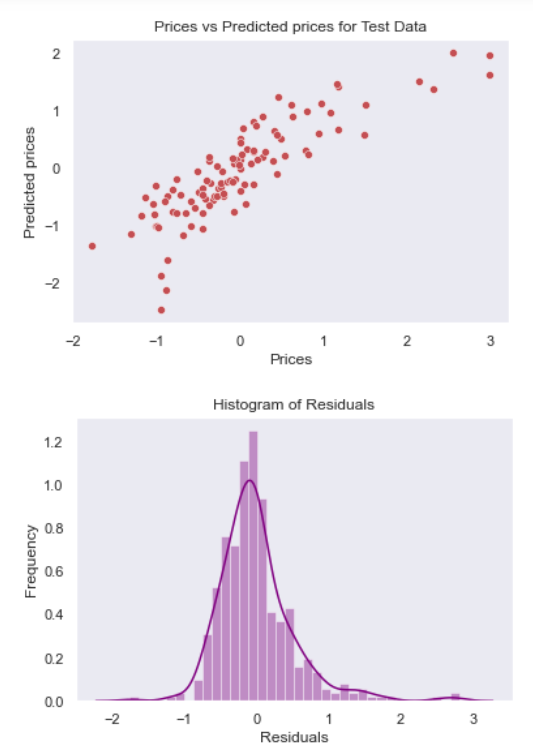 Prices vs Predicted prices for Test Data
2
1
0
−1
−2
Predicted prices
−2 −1 0 1 2 3
Prices
Histogram of Residuals
1.2
1.0
0.8
0.6
0.4
0.2
0.0
Frequency
−2 −1 0 1 2 3
Residuals